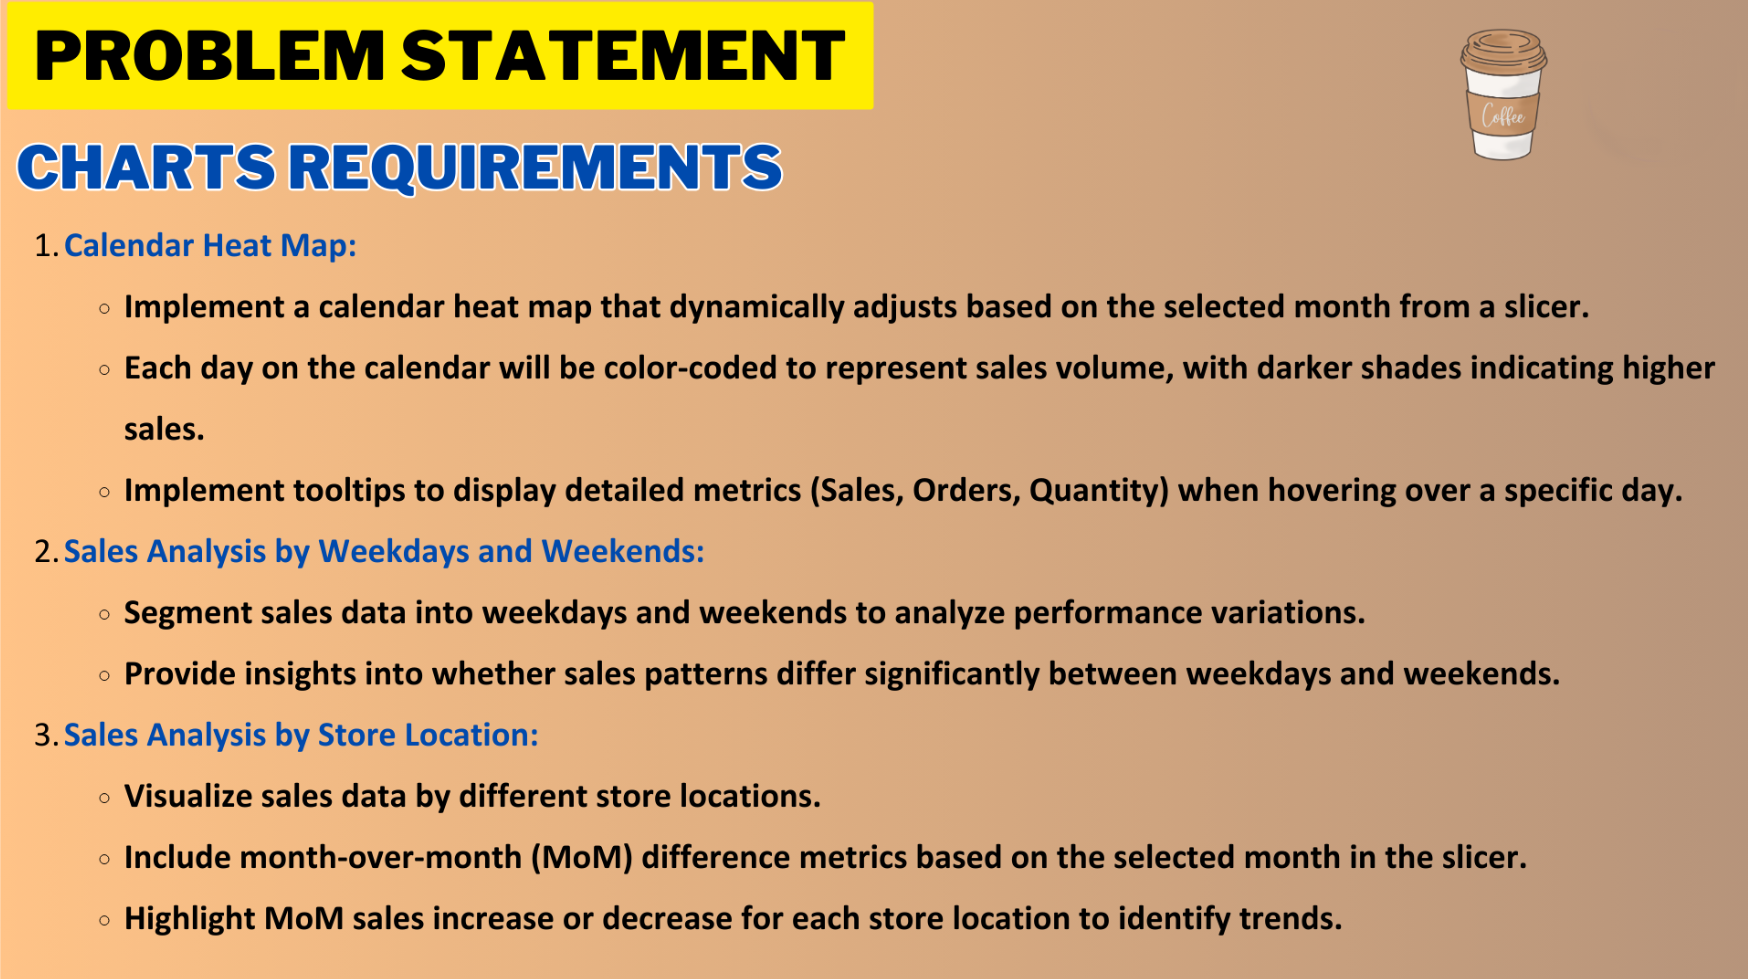 PROBLEM STATEMENT
Coffee
CHARTS REQUIREMENTS
1. Calendar Heat Map:
Implement a calendar heat map that dynamically adjusts based on the selected month from a slicer.
Each day on the calendar will be color-coded to represent sales volume, with darker shades indicating higher
sales.
Implement tooltips to display detailed metrics (Sales, Orders, Quantity) when hovering over a specific day.
2. Sales Analysis by Weekdays and Weekends:
Segment sales data into weekdays and weekends to analyze performance variations.
Provide insights into whether sales patterns differ significantly between weekdays and weekends.
3. Sales Analysis by Store Location:
Visualize sales data by different store locations.
Include month-over-month (MoM) difference metrics based on the selected month in the slicer.
Highlight MoM sales increase or decrease for each store location to identify trends.